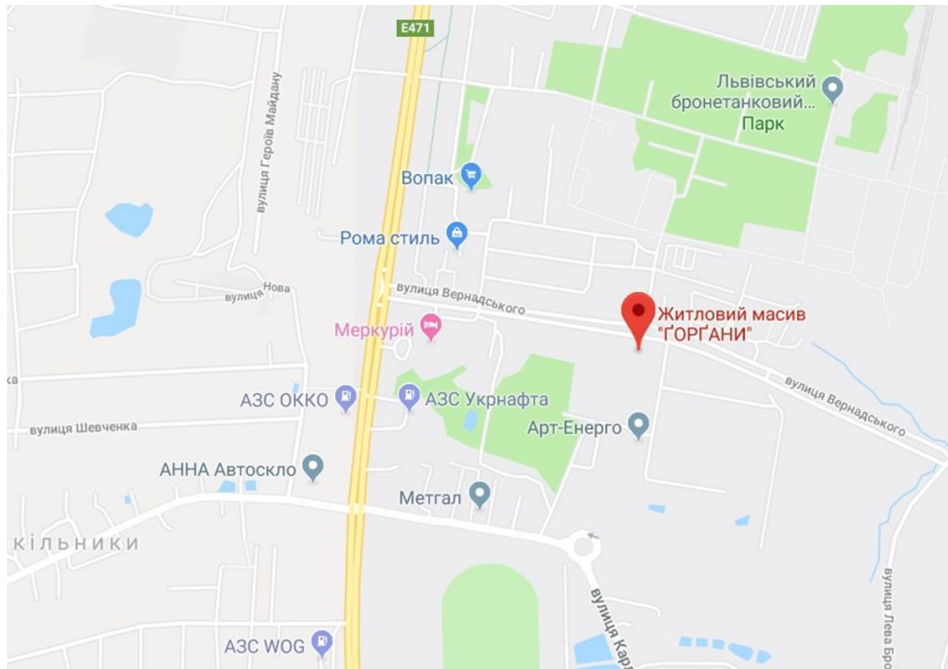 E471
вулиця Героїв Майдану
Львівський
бронетанковий...
Парк
Вопак
Рома стиль
вулиця Нова
вулиця Вернадського
Меркурій
Житловий масив
"ҐОРҐАНИ"
АЗС ОККО
АЗС Укрнафта
вулиця Вернадського
вулиця Шевченка
Арт-Енерго
АННА Автоскло
Метгал
кільники
вулиця Кард
вулиця Лева Бро
АЗС WOG